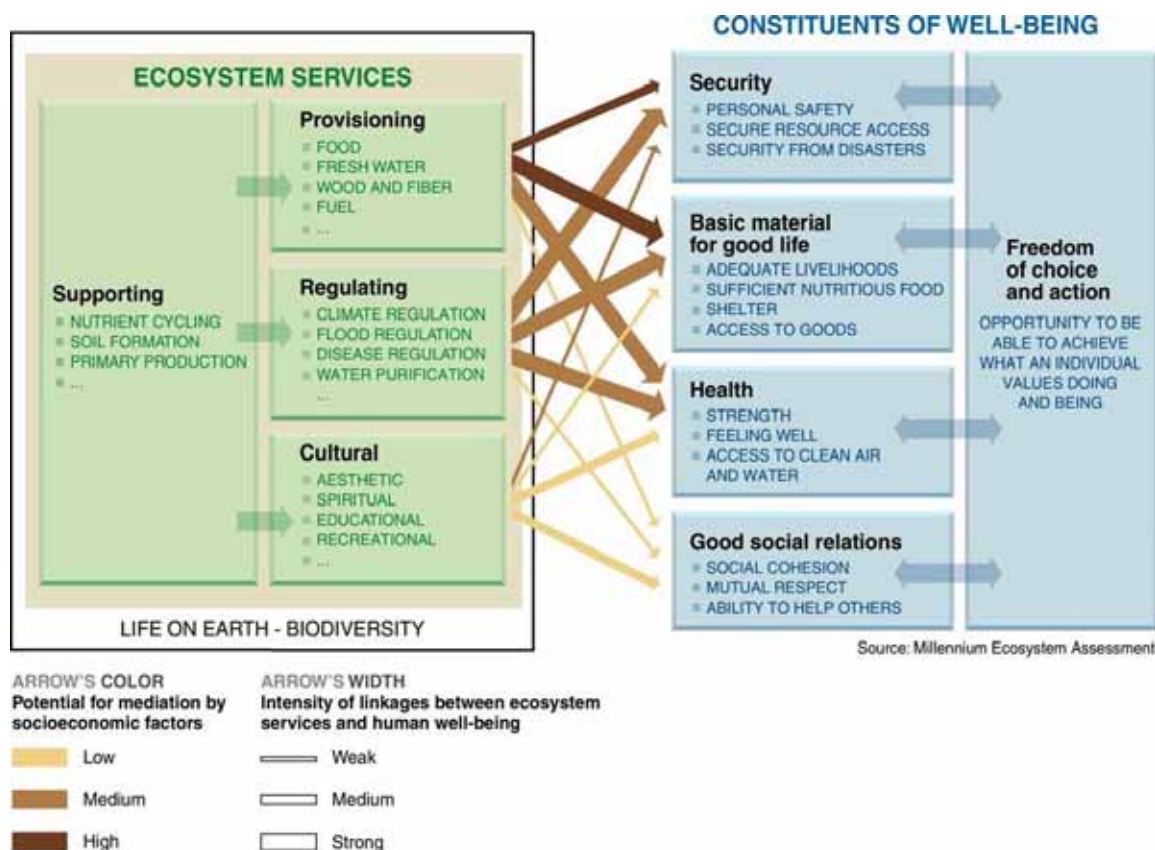 CONSTITUENTS OF WELL-BEING
ECOSYSTEM SERVICES
Supporting
NUTRIENT CYCLING
SOIL FORMATION
PRIMARY PRODUCTION
...
Provisioning
FOOD
FRESH WATER
WOOD AND FIBER
FUEL
...
Regulating
CLIMATE REGULATION
FLOOD REGULATION
DISEASE REGULATION
WATER PURIFICATION
...
Cultural
AESTHETIC
SPIRITUAL
EDUCATIONAL
RECREATIONAL
...
LIFE ON EARTH - BIODIVERSITY
Security
PERSONAL SAFETY
SECURE RESOURCE ACCESS
SECURITY FROM DISASTERS
Basic material
for good life
ADEQUATE LIVELIHOODS
SUFFICIENT NUTRITIOUS FOOD
SHELTER
ACCESS TO GOODS
Health
STRENGTH
FEELING WELL
ACCESS TO CLEAN AIR
AND WATER
Good social relations
SOCIAL COHESION
MUTUAL RESPECT
ABILITY TO HELP OTHERS
Freedom
of choice
and action
OPPORTUNITY TO BE
ABLE TO ACHIEVE
WHAT AN INDIVIDUAL
VALUES DOING
AND BEING
Source: Millennium Ecosystem Assessment
ARROW'S COLOR
Potential for mediation by
socioeconomic factors
Low
Medium
High
ARROW'S WIDTH
Intensity of linkages between ecosystem
services and human well-being
Weak
Medium
Strong